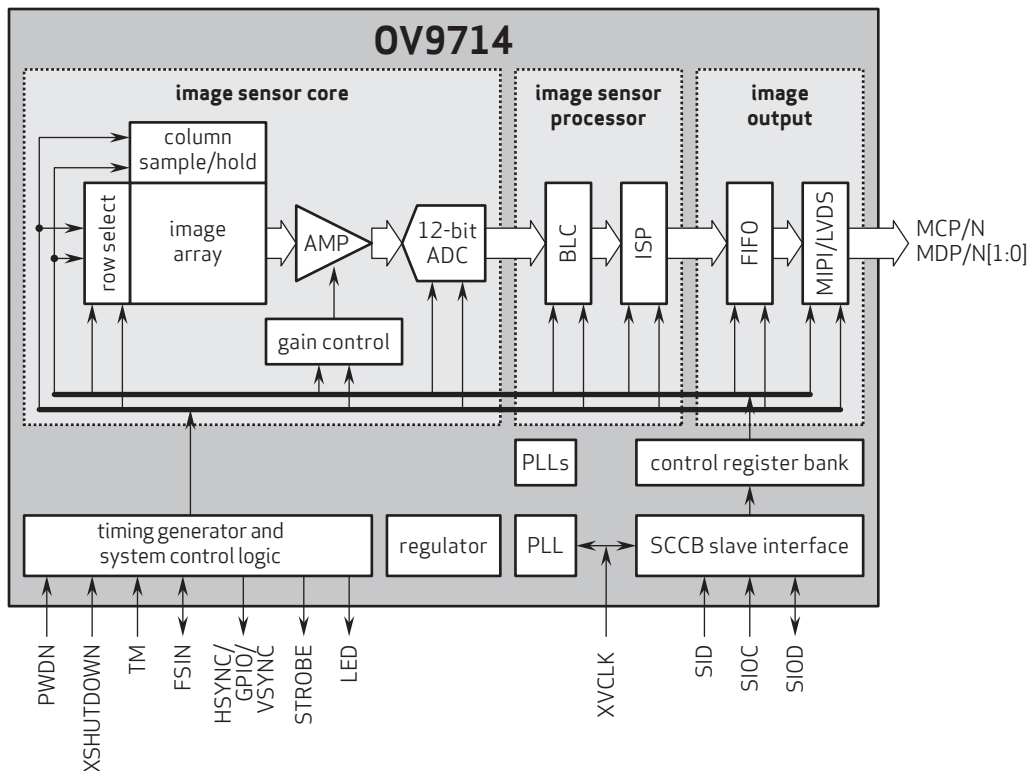 OV9714
image sensor core
image sensor
processor
image
output
column
sample/hold
row select
image
array
AMP
12-bit
ADC
gain control
BLC
ISP
FIFO
MIPI/LVDS
MCP/N
MDP/N[1:0]
PLLs
control register bank
timing generator and
system control logic
regulator
PLL
SCCB slave interface
PWDN
XSHUTDOWN
TM
FSIN
HSYNC/
GPIO/
VSYNC
STROBE
LED
XVCLK
SID
SIOC
SIOD